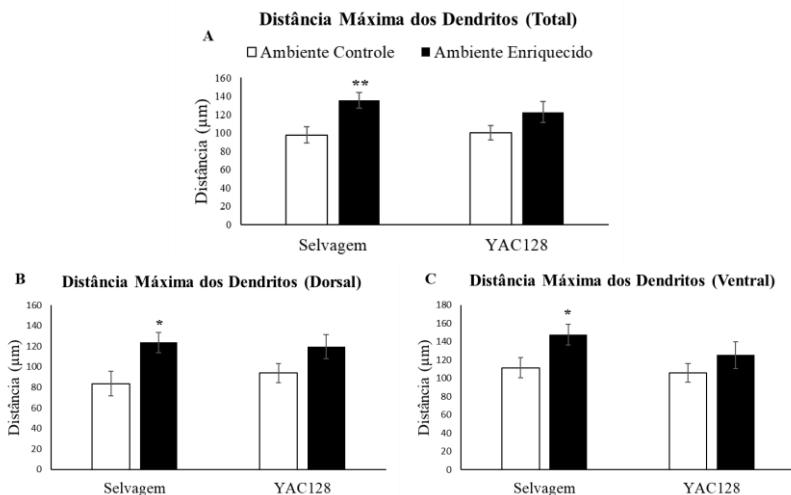 Distância Máxima dos Dendritos (Total)
A
Ambiente Controle Ambiente Enriquecido
**
160
140
120
100
80
60
40
20
0
Distância (µm)
Selvagem YAC128
B Distância Máxima dos Dendritos (Dorsal)
*
160
140
120
100
80
60
40
20
0
Distância (µm)
Selvagem YAC128
C Distância Máxima dos Dendritos (Ventral)
*
180
160
140
120
100
80
60
40
20
0
Distância (µm)
Selvagem YAC128